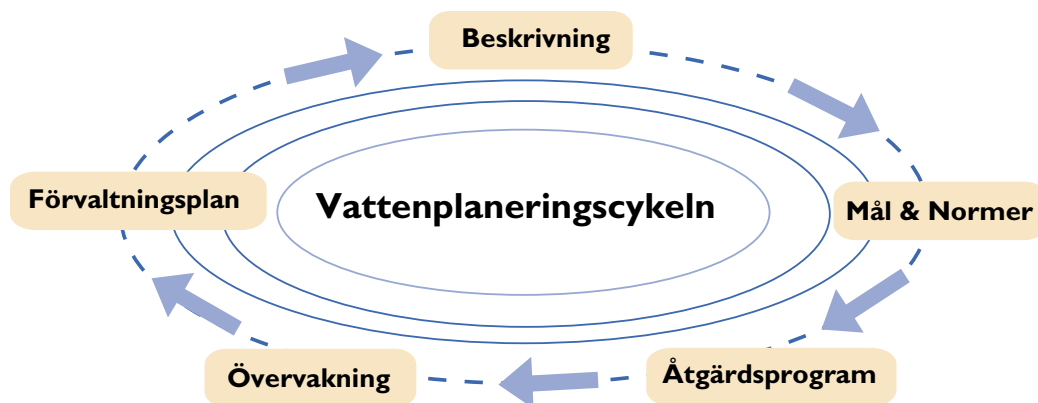 Beskrivning
Förvaltningsplan
Vattenplaneringscykeln
Mål & Normer
Övervakning
Åtgärdsprogram